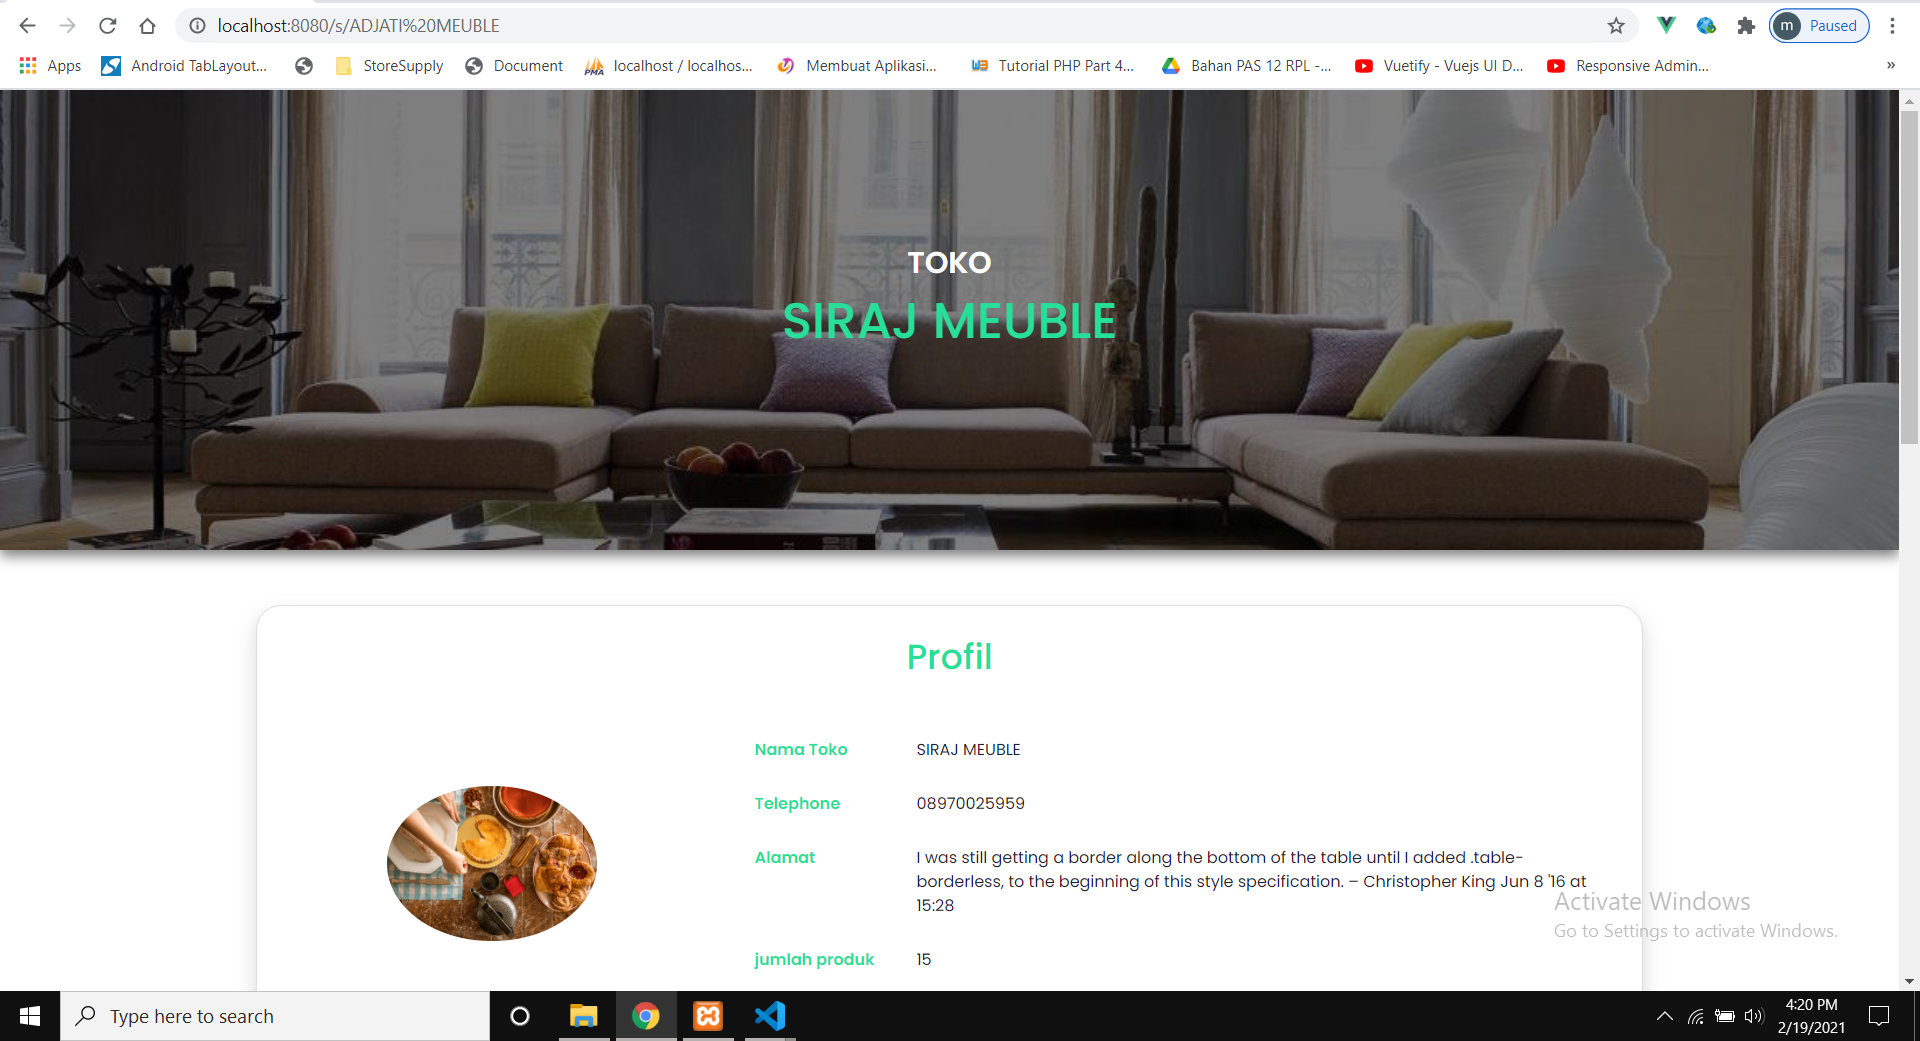 localhost:8080/s/ADJATI%20MEUBLE
m Paused
Apps Android TabLayout... StoreSupply Document localhost / localhos... Membuat Aplikasi... Tutorial PHP Part 4... Bahan PAS 12 RPL -... Vuetify - Vuejs UI D... Responsive Admin... »
TOKO
SIRAJ MEUBLE
Profil
Nama Toko SIRAJ MEUBLE
Telephone 08970025959
Alamat I was still getting a border along the bottom of the table until I added .table-
borderless, to the beginning of this style specification. – Christopher King Jun 8 '16 at
15:28
jumlah produk 15
Activate Windows
Go to Settings to activate Windows.
Type here to search
4:20 PM
2/19/2021